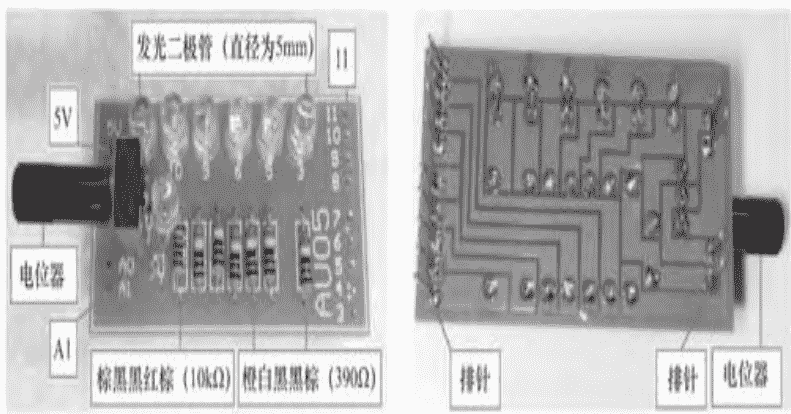 发光二极管（直径为5mm）
11
5V
电位器
A1
AU05
棕黑黑红棕（10kΩ）
橙白黑黑棕（390Ω）
排针
排针
电位器